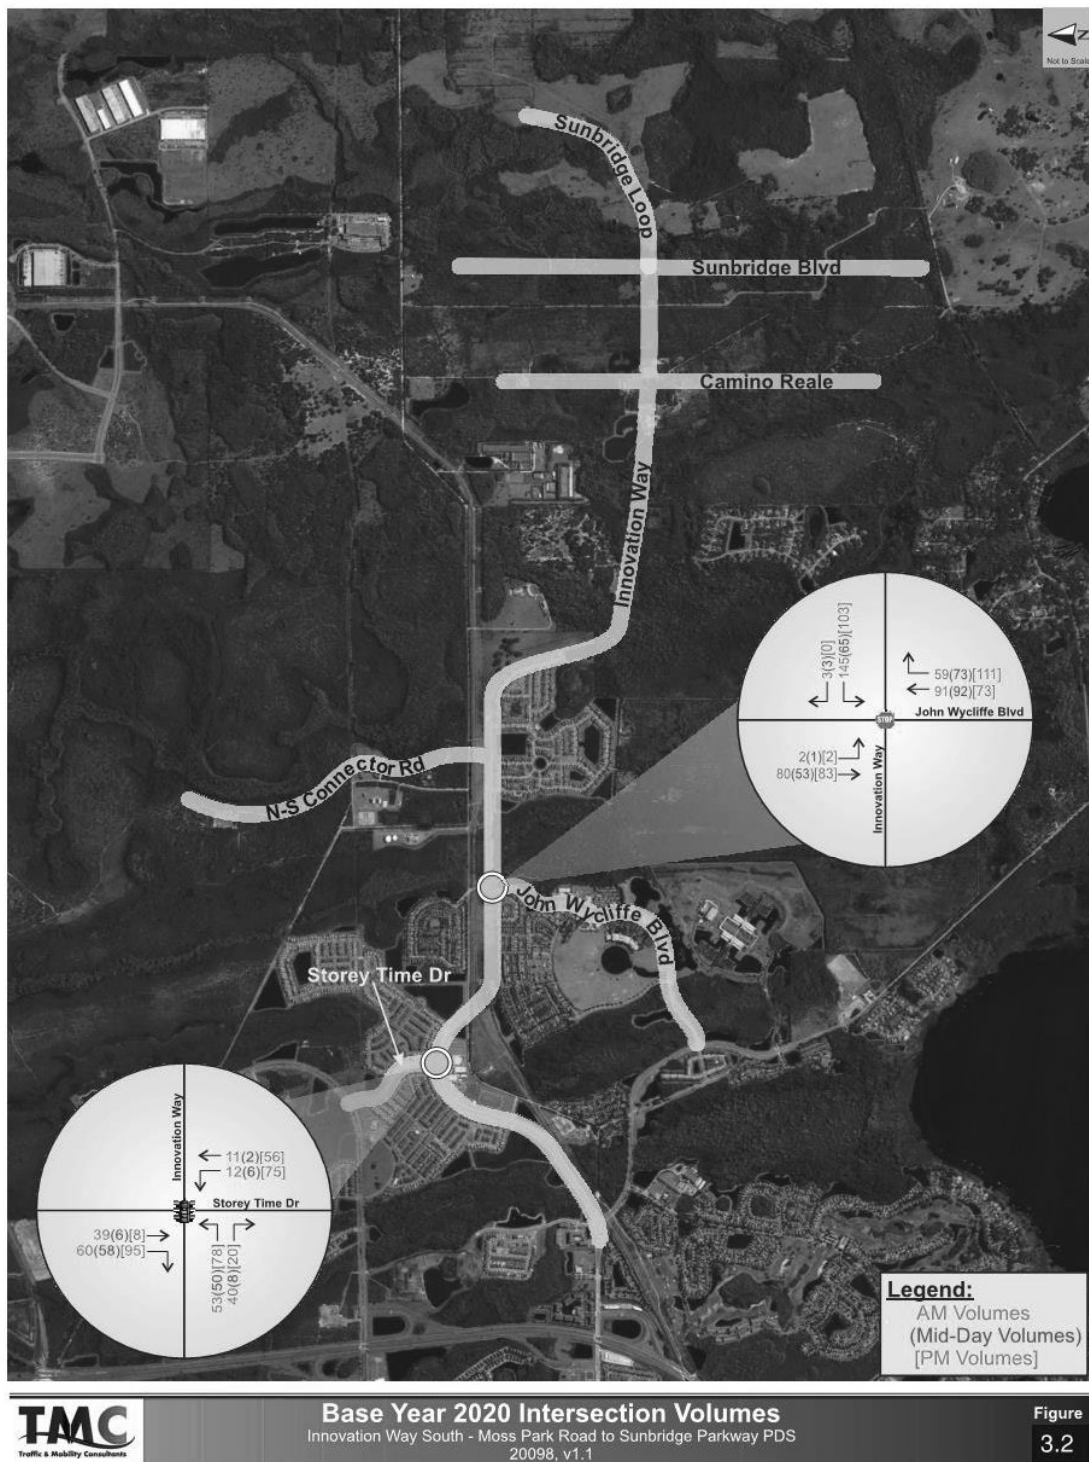 N
Not to Scale
Sunbridge Loop
Sunbridge Blvd
Camino Reale
Innovation Way
3(3)[0]
145(65)[103]
59(73)[111]
91(92)[73]
John Wycliffe Blvd
STOP
2(1)[2]
80(53)[83]
Innovation Way
N-S Connector Rd
John Wycliffe Blvd
Storey Time Dr
Innovation Way
11(2)[56]
12(6)[75]
Storey Time Dr
39(6)[8]
60(58)[95]
53(50)[78]
40(8)[20]
Legend:
AM Volumes
(Mid-Day Volumes)
[PM Volumes]
TMC
Traffic & Mobility Consultants
Base Year 2020 Intersection Volumes
Innovation Way South - Moss Park Road to Sunbridge Parkway PDS
20098, v1.1
Figure
3.2